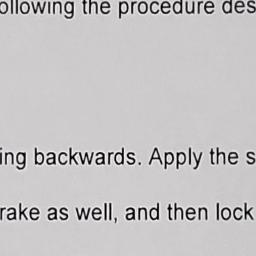 ollowing the procedure des
ing backwards. Apply the s
rake as well, and then lock